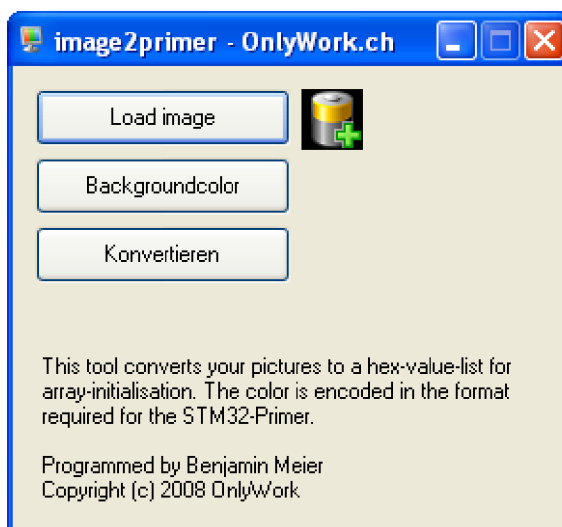 image2primer - OnlyWork.ch
Load image
Backgroundcolor
Konvertieren
This tool converts your pictures to a hex-value-list for
array-initialisation. The color is encoded in the format
required for the STM32-Primer.
Programmed by Benjamin Meier
Copyright (c) 2008 OnlyWork